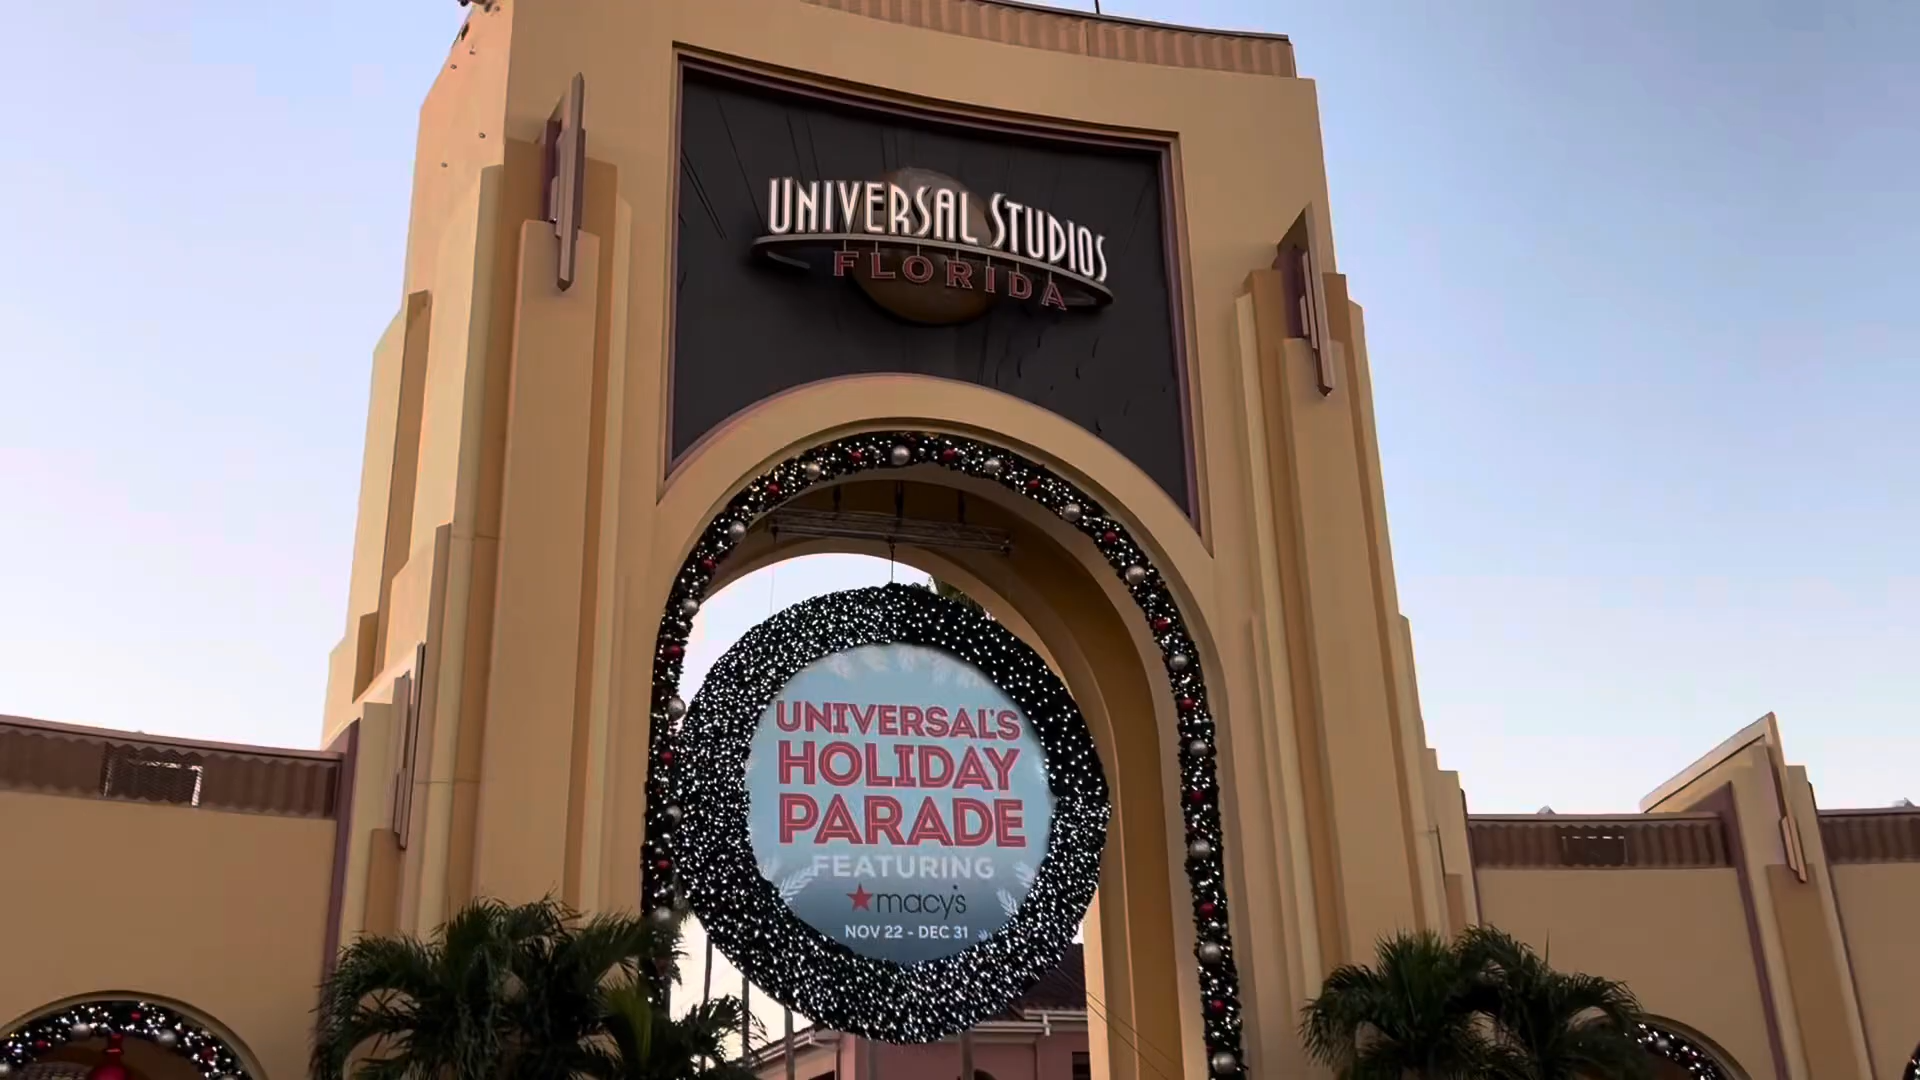 UNIVERSAL STUDIOS
FLORIDA
UNIVERSAL'S
HOLIDAY
PARADE
FEATURING
macy's
NOV 22 - DEC 31